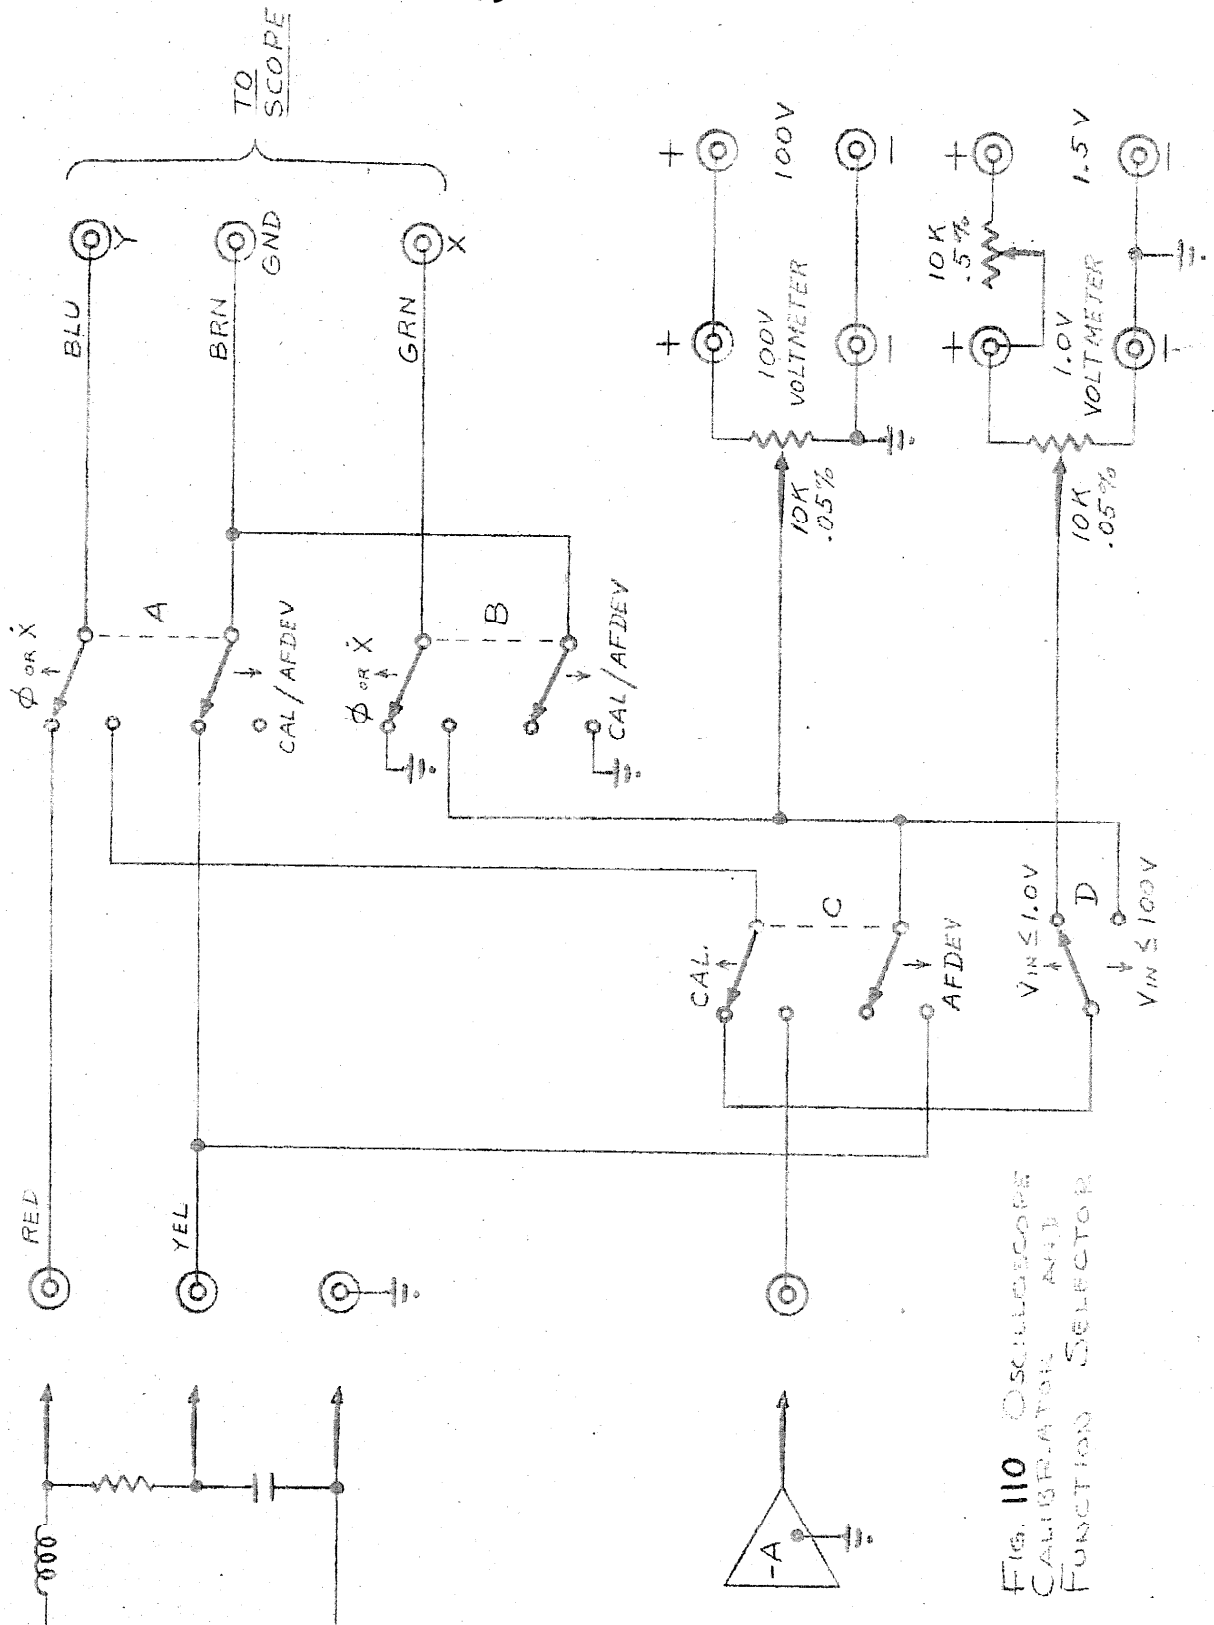 TO
SCOPE
BLU
Y
BRN
GND
GRN
X
ϕ OR Ẋ
A
CAL/AFDEV
ϕ OR Ẋ
B
CAL/AFDEV
+
+
100V
VOLTMETER
100V
−
−
10K
.05%
+
+
10K
.5%
1.0V
VOLTMETER
1.5V
−
−
10K
.05%
RED
YEL
CAL.
C
AFDEV
VIN ≤ 1.0V
D
VIN ≤ 100V
-A
FIG. 110 OSCILLOSCOPE
CALIBRATOR AND
FUNCTION SELECTOR